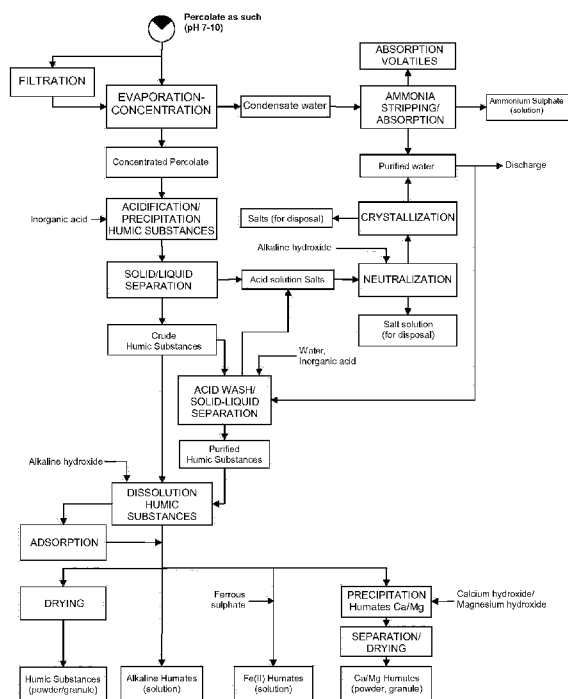 Percolate as such
(pH 7-10)
FILTRATION
EVAPORATION-
CONCENTRATION
Condensate water
ABSORPTION
VOLATILES
AMMONIA
STRIPPING/
ABSORPTION
Ammonium Sulphate
(solution)
Concentrated Percolate
Purified water
Discharge
Inorganic acid
ACIDIFICATION/
PRECIPITATION
HUMIC SUBSTANCES
Salts (for disposal)
CRYSTALLIZATION
Alkaline hydroxide
SOLID/LIQUID
SEPARATION
Acid solution Salts
NEUTRALIZATION
Crude
Humic Substances
Salt solution
(for disposal)
Water,
Inorganic acid
ACID WASH/
SOLID-LIQUID
SEPARATION
Purified
Humic Substances
Alkaline hydroxide
DISSOLUTION
HUMIC
SUBSTANCES
ADSORPTION
DRYING
Ferrous
sulphate
PRECIPITATION
Humates Ca/Mg
Calcium hydroxide/
Magnesium hydroxide
SEPARATION/
DRYING
Humic Substances
(powder/granule)
Alkaline Humates
(solution)
Fe(II) Humates
(solution)
Ca/Mg Humates
(powder, granule)